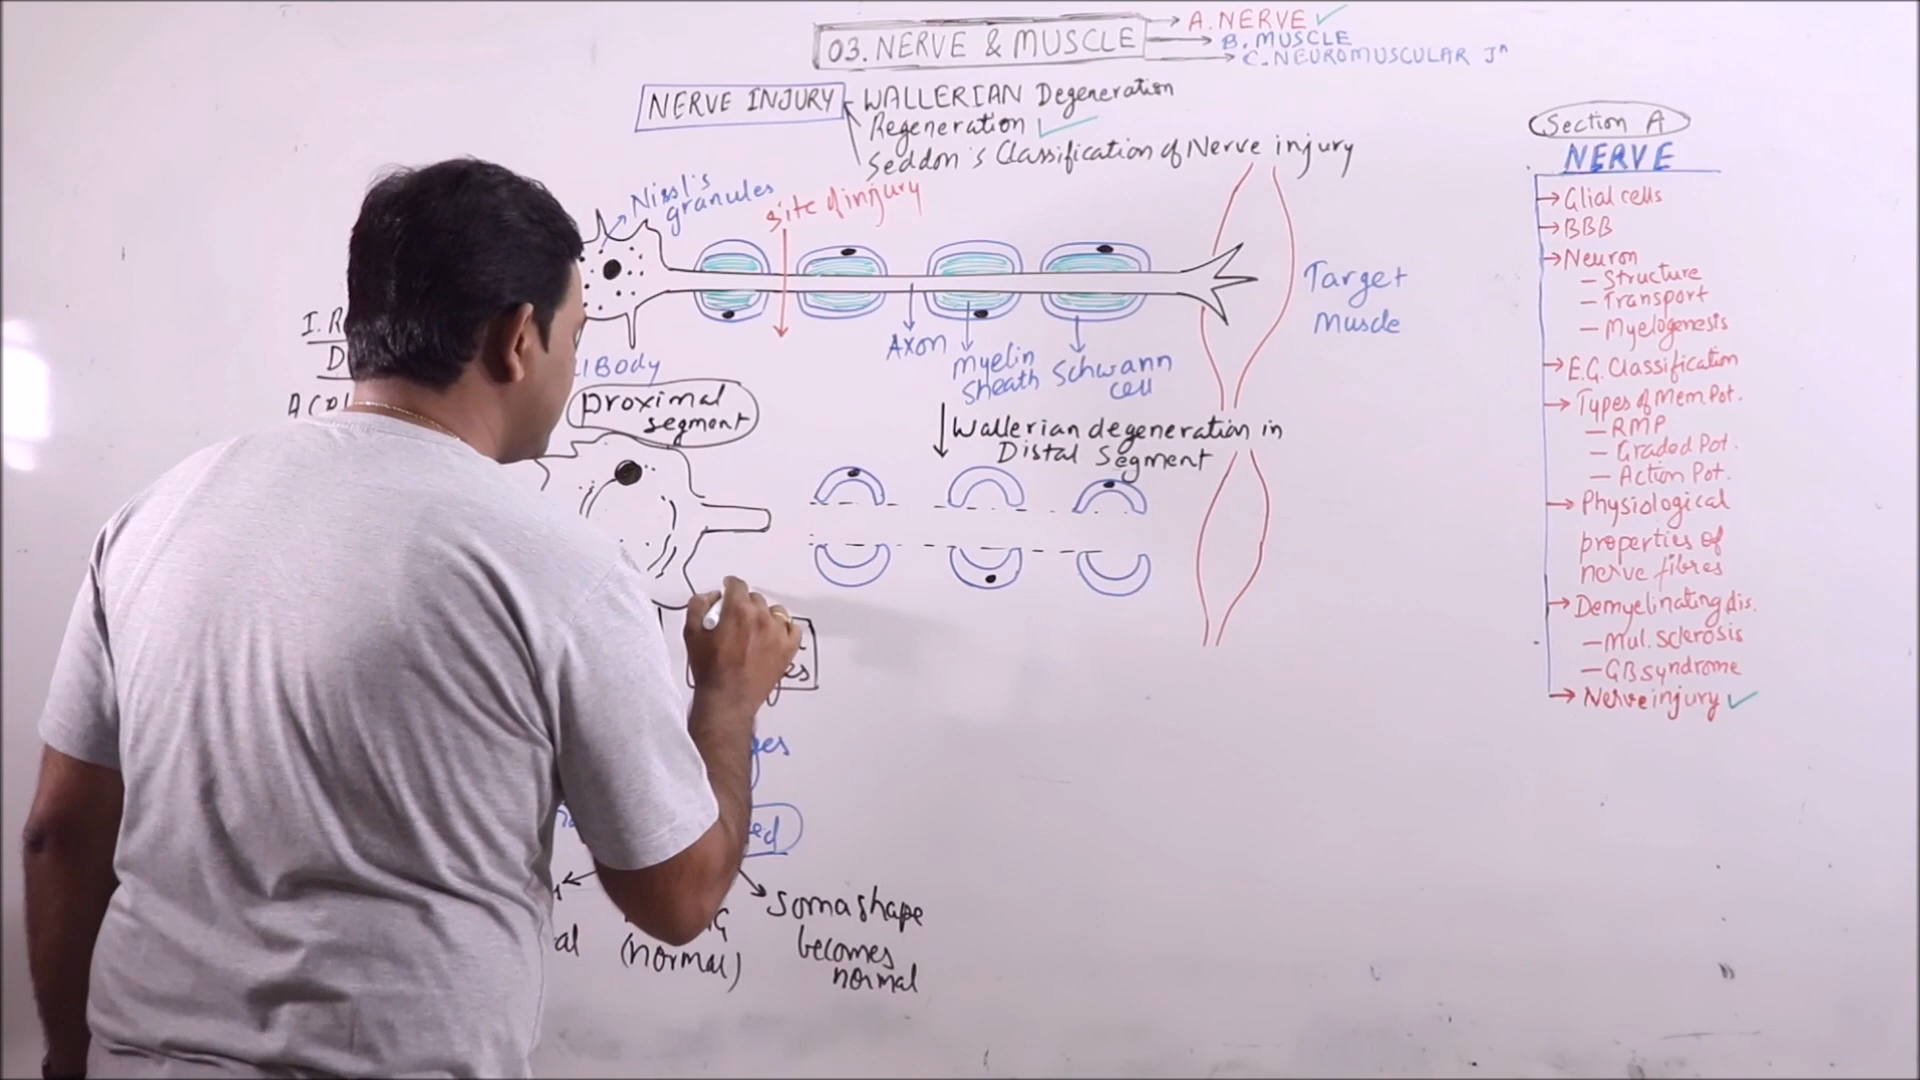 03. NERVE & MUSCLE
A. NERVE ✓
B. MUSCLE
C. NEUROMUSCULAR Jⁿ
NERVE INJURY
WALLERIAN Degeneration
Regeneration ✓
Seddon's Classification of Nerve injury
Nissl's
granules
site of injury
Axon
Myelin
Sheath
Schwann
cell
Target
Muscle
Body
Proximal
segment
Wallerian degeneration in
Distal Segment
(normal)
Soma shape
becomes
normal
Section A
NERVE
Glial cells
BBB
Neuron
- Structure
- Transport
- Myelogenesis
E.G. Classification
Types of Mem Pot.
- RMP
- Graded Pot.
- Action Pot.
Physiological
properties of
nerve fibres
Demyelinating dis.
- Mul. Sclerosis
- GB syndrome
Nerve injury ✓